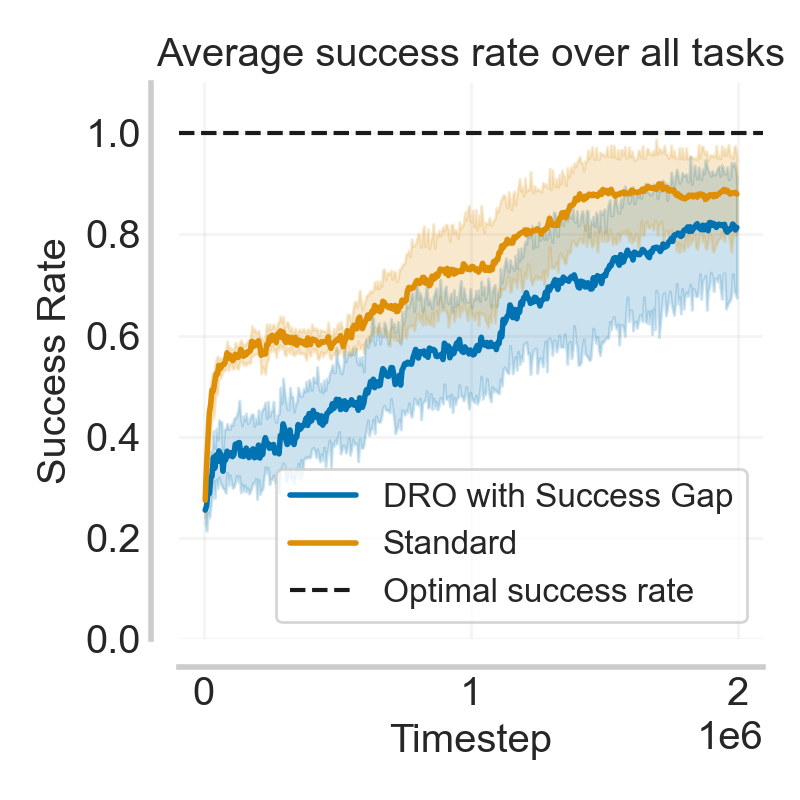 Average success rate over all tasks
1.0
0.8
0.6
0.4
0.2
0.0
Success Rate
DRO with Success Gap
Standard
Optimal success rate
0
1
2
Timestep
1e6